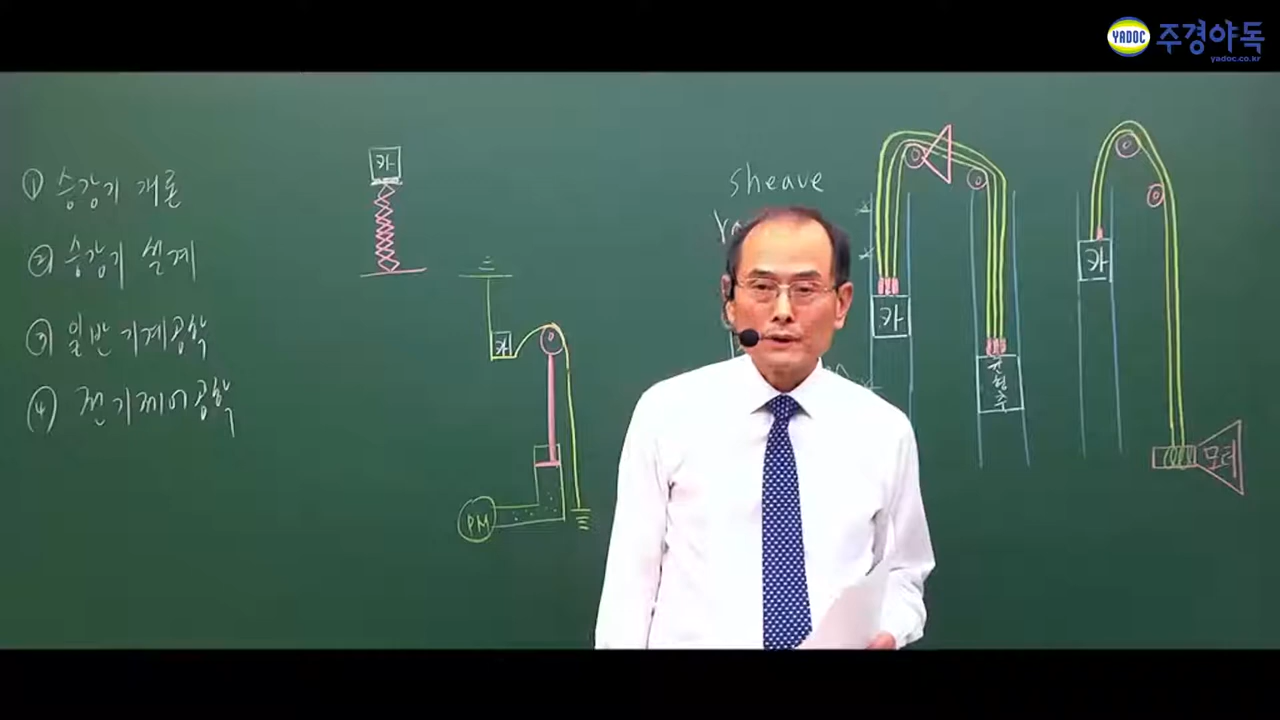 YADOC 주경야독
yadoc.co.kr
① 승강기 개론
② 승강기 설계
③ 일반기계공학
④ 전기제어공학
카
카
PM
sheave
카
균형추
카
모터